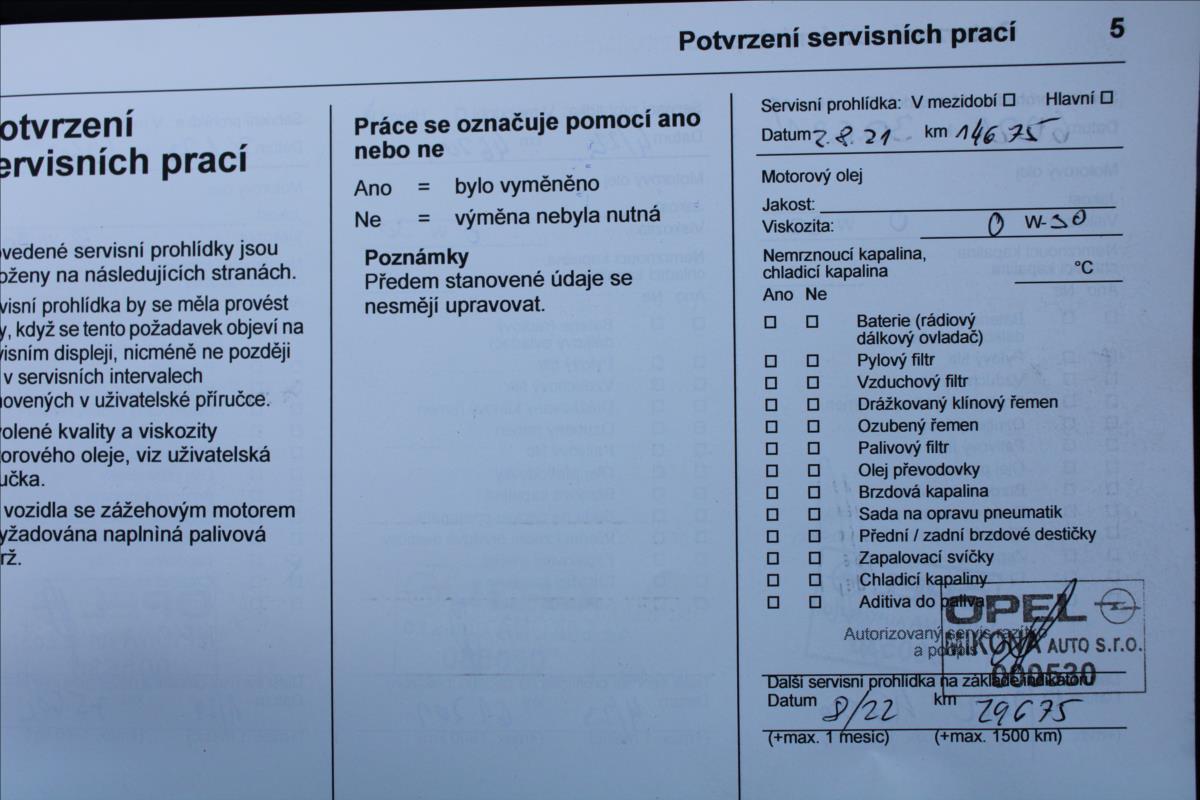 Potvrzení servisních prací 5
otvrzení
ervisních prací
ovedené servisní prohlídky jsou
oženy na následujících stranách.
visní prohlídka by se měla provést
y, když se tento požadavek objeví na
visním displeji, nicméně ne později
v servisních intervalech
novených v uživatelské příručce.
volené kvality a viskozity
orového oleje, viz uživatelská
učka.
vozidla se zážehovým motorem
yžadována naplnìná palivová
rž.
Práce se označuje pomocí ano
nebo ne
Ano = bylo vyměněno
Ne = výměna nebyla nutná
Poznámky
Předem stanovené údaje se
nesmějí upravovat.
Servisní prohlídka: V mezidobí Hlavní
Datum 2.8.21 km 14675
Motorový olej
Jakost:
Viskozita: 0 W-30
Nemrznoucí kapalina,
chladicí kapalina °C
Ano Ne
Baterie (rádiový
dálkový ovladač)
Pylový filtr
Vzduchový filtr
Drážkovaný klínový řemen
Ozubený řemen
Palivový filtr
Olej převodovky
Brzdová kapalina
Sada na opravu pneumatik
Přední / zadní brzdové destičky
Zapalovací svíčky
Chladicí kapaliny
Aditiva do paliva
OPEL
Autorizovaný servis razítko
a podpis
MIKONA AUTO s.r.o.
000530
Další servisní prohlídka na základě indikátoru
Datum 8/22 km 29675
(+max. 1 mesic) (+max. 1500 km)